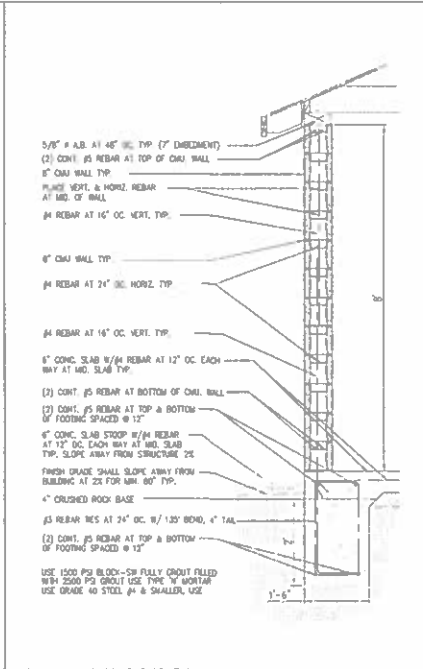 5/8" ø A.B. AT 48" OC. TYP. (7" EMBEDMENT)
(2) CONT. #5 REBAR AT TOP OF CMU WALL
8" CMU WALL TYP.
PLACE VERT. & HORIZ. REBAR
AT MID. OF WALL
#4 REBAR AT 16" OC. VERT. TYP.
8" CMU WALL TYP.
#4 REBAR AT 24" OC. HORIZ. TYP
#4 REBAR AT 16" OC. VERT. TYP.
8'
6" CONC. SLAB W/#4 REBAR AT 12" OC. EACH
WAY AT MID. SLAB TYP.
(2) CONT. #5 REBAR AT BOTTOM OF CMU. WALL
(2) CONT. #5 REBAR AT TOP & BOTTOM
OF FOOTING SPACED @ 12"
6" CONC. SLAB STOOP W/#4 REBAR
AT 12" OC. EACH WAY AT MID. SLAB
TYP. SLOPE AWAY FROM STRUCTURE 2%
FINISH GRADE SHALL SLOPE AWAY FROM
BUILDING AT 2% FOR MIN. 60" TYP.
4" CRUSHED ROCK BASE
#3 REBAR TIES AT 24" OC. W/ 135° BEND, 4" TAIL
(2) CONT. #5 REBAR AT TOP & BOTTOM
OF FOOTING SPACED @ 12"
2'
1'-6"
USE 1500 PSI BLOCK-SW FULLY GROUT FILLED
WITH 2500 PSI GROUT USE TYPE 'N' MORTAR
USE GRADE 40 STEEL #4 & SMALLER, USE